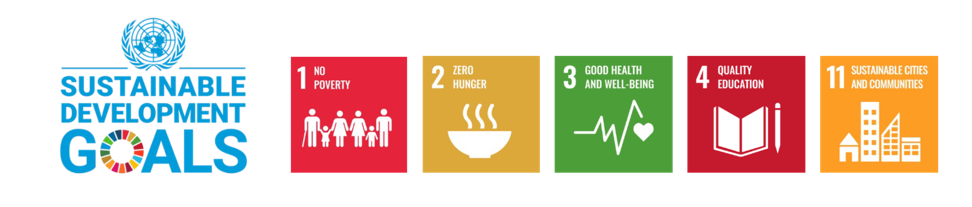 SUSTAINABLE
DEVELOPMENT
GOALS
1 NO
POVERTY
2 ZERO
HUNGER
3 GOOD HEALTH
AND WELL-BEING
4 QUALITY
EDUCATION
11 SUSTAINABLE CITIES
AND COMMUNITIES